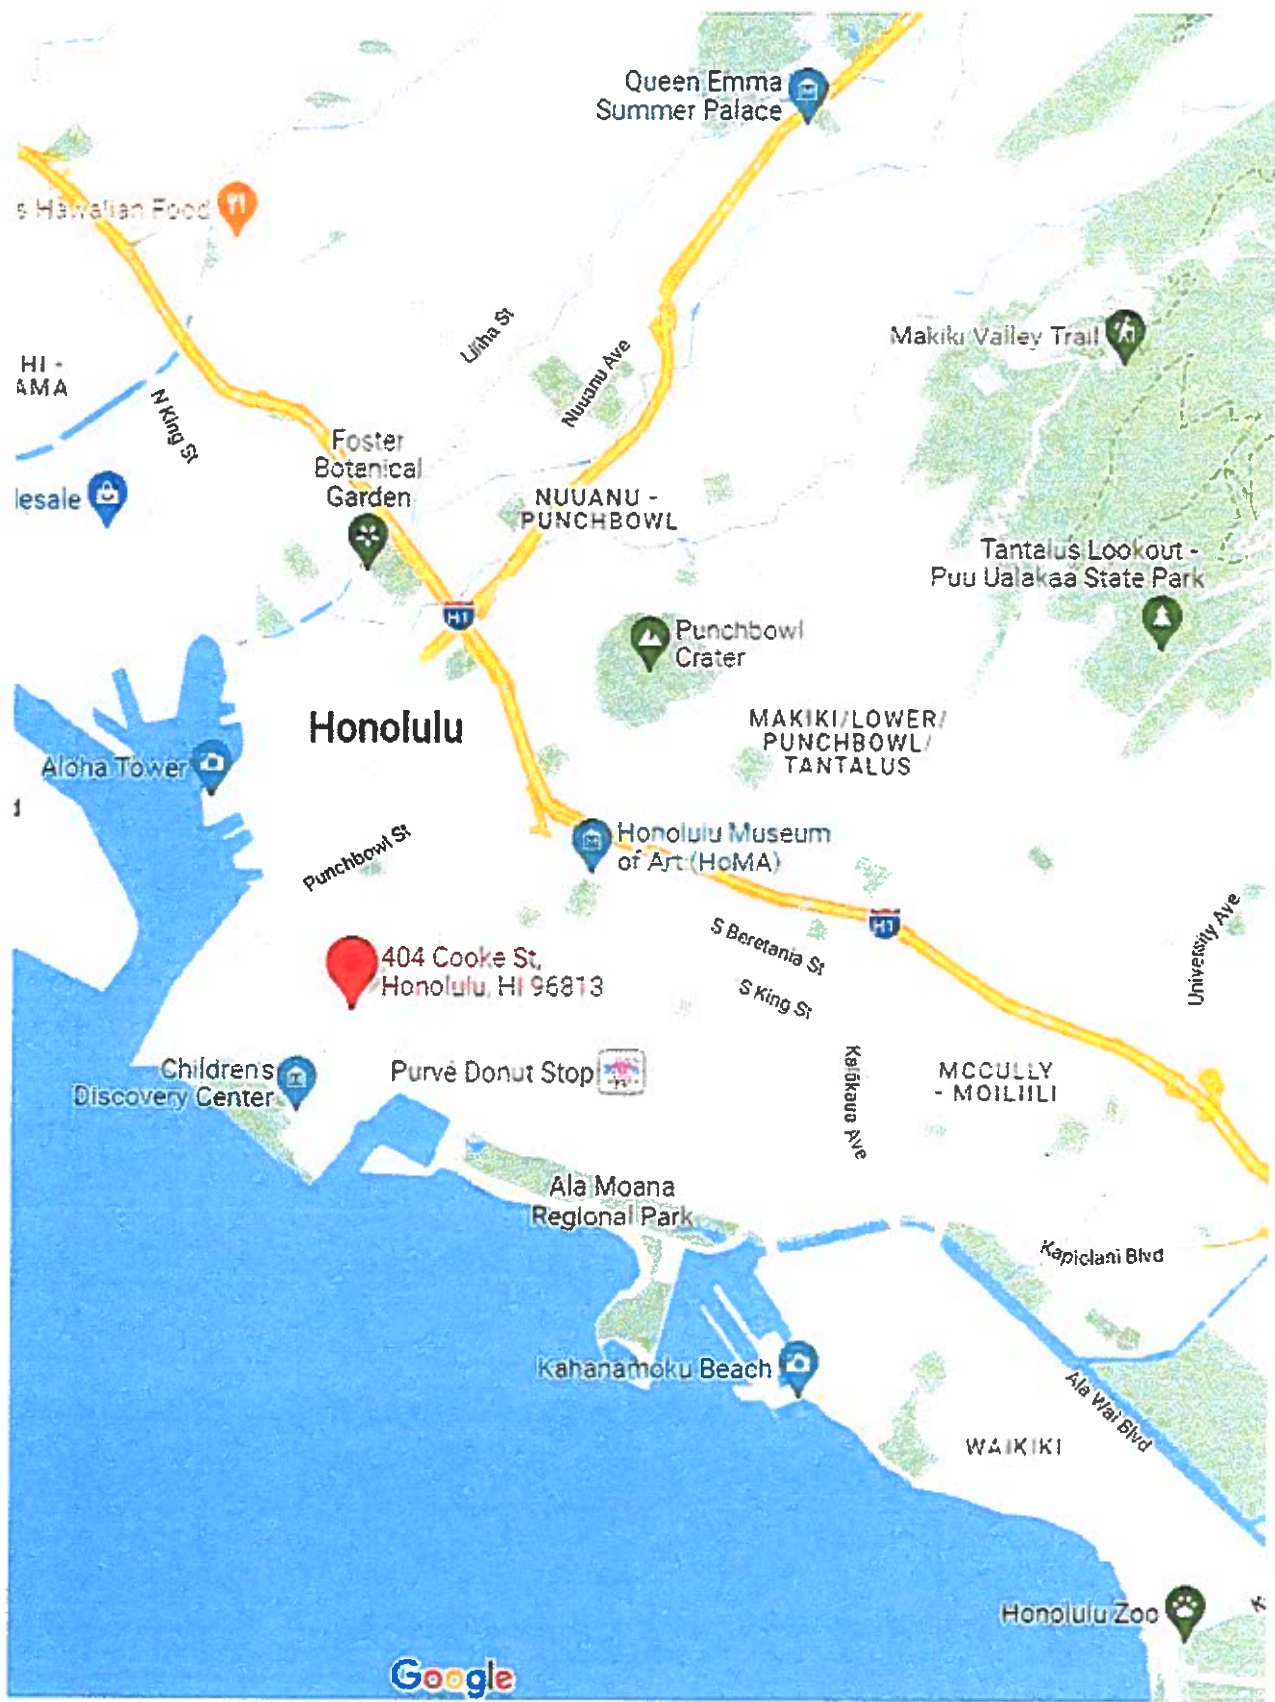 Queen Emma
Summer Palace
s Hawaiian Food
Liliha St
Nuuanu Ave
Makiki Valley Trail
HI -
AMA
N King St
Foster
Botanical
Garden
lesale
NUUANU -
PUNCHBOWL
Tantalus Lookout -
Puu Ualakaa State Park
H1
Punchbowl
Crater
Honolulu
MAKIKI/LOWER/
PUNCHBOWL/
TANTALUS
Aloha Tower
Punchbowl St
Honolulu Museum
of Art (HoMA)
H1
S Beretania St
University Ave
404 Cooke St,
Honolulu, HI 96813
S King St
Children's
Discovery Center
Purvé Donut Stop
Kalākaua Ave
MCCULLY
- MOILIILI
Ala Moana
Regional Park
Kapiolani Blvd
Kahanamoku Beach
Ala Wai Blvd
WAIKIKI
Honolulu Zoo
K
Google